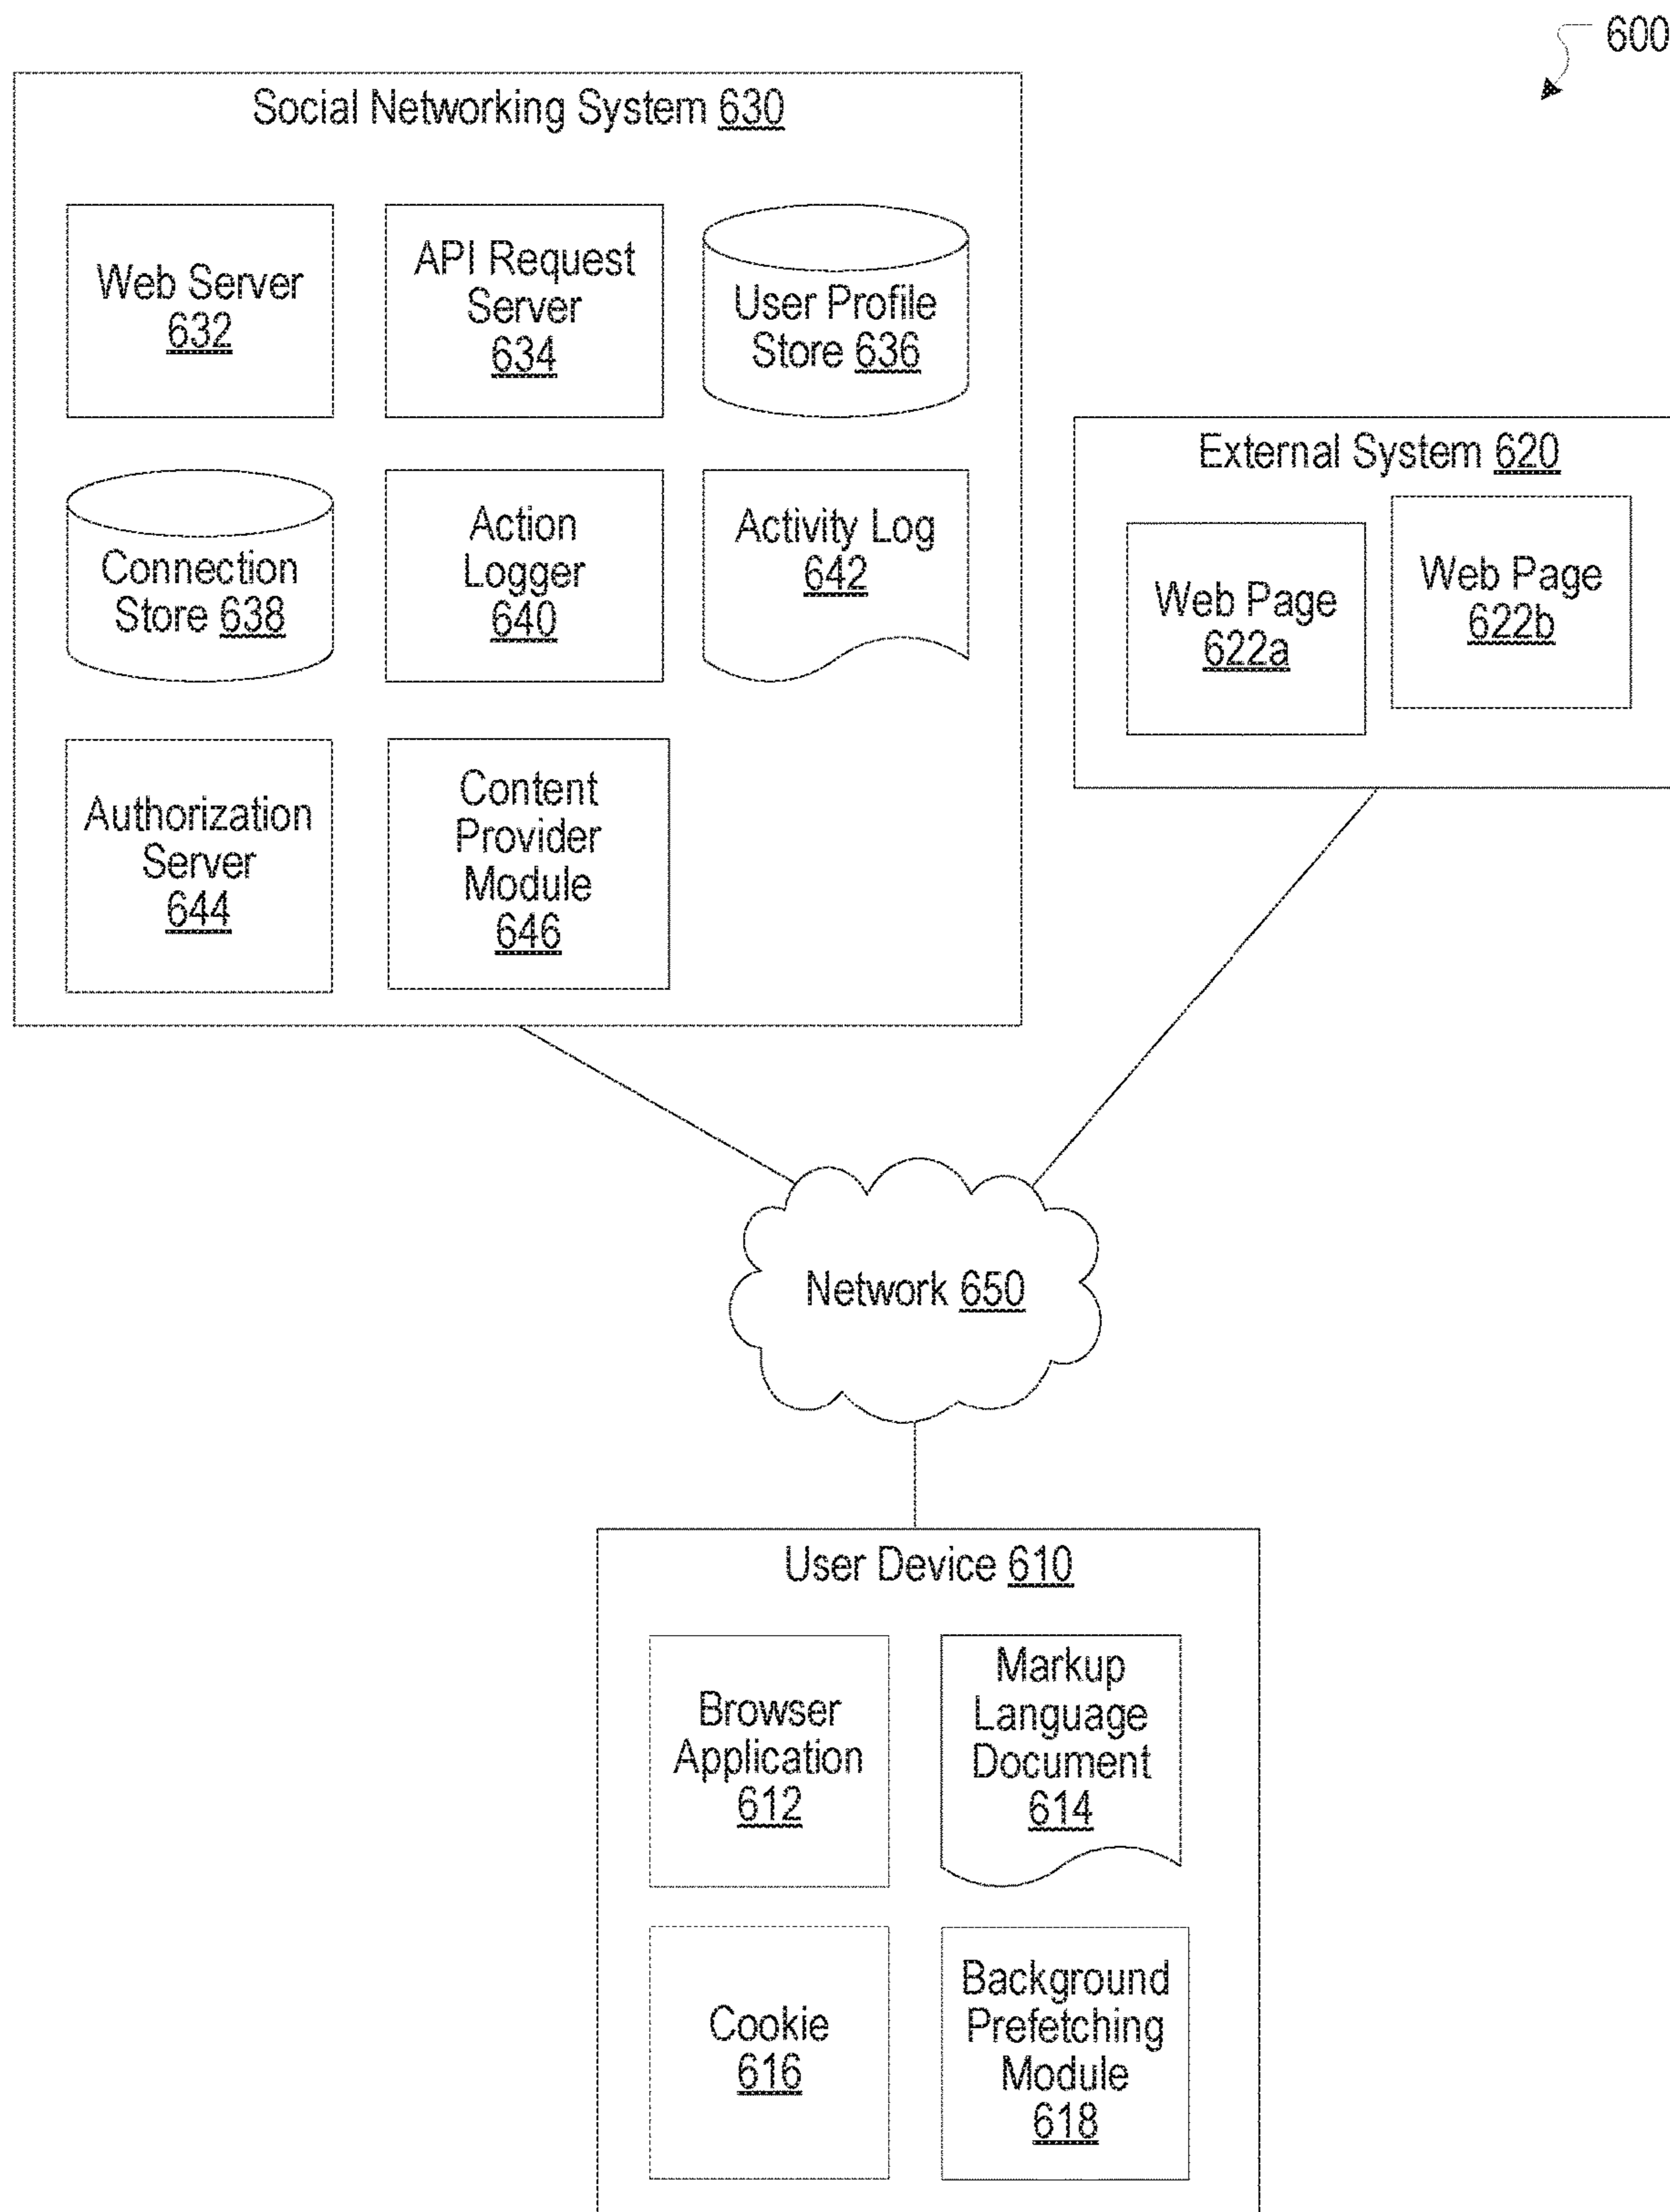 600
Social Networking System 630
Web Server
632
API Request
Server
634
User Profile
Store 636
Connection
Store 638
Action
Logger
640
Activity Log
642
Authorization
Server
644
Content
Provider
Module
646
External System 620
Web Page
622a
Web Page
622b
Network 650
User Device 610
Browser
Application
612
Markup
Language
Document
614
Cookie
616
Background
Prefetching
Module
618